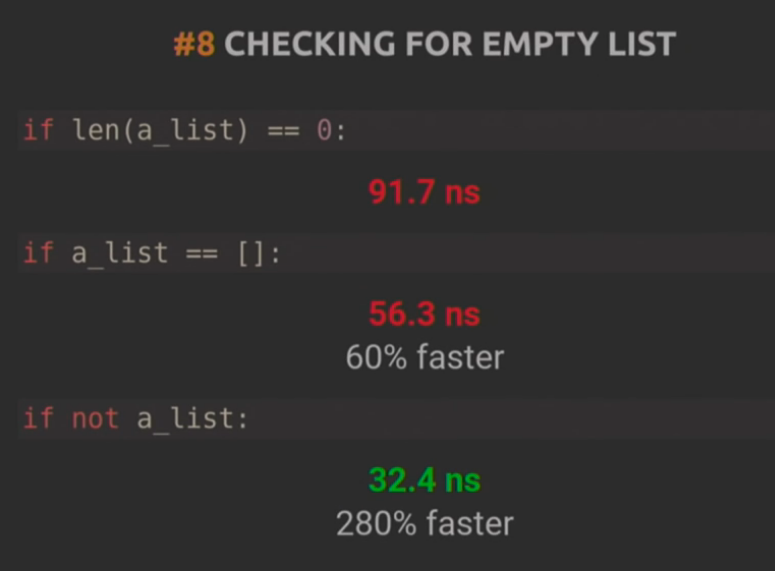 #8 CHECKING FOR EMPTY LIST
if len(a_list) == 0:
91.7 ns
if a_list == []:
56.3 ns
60% faster
if not a_list:
32.4 ns
280% faster